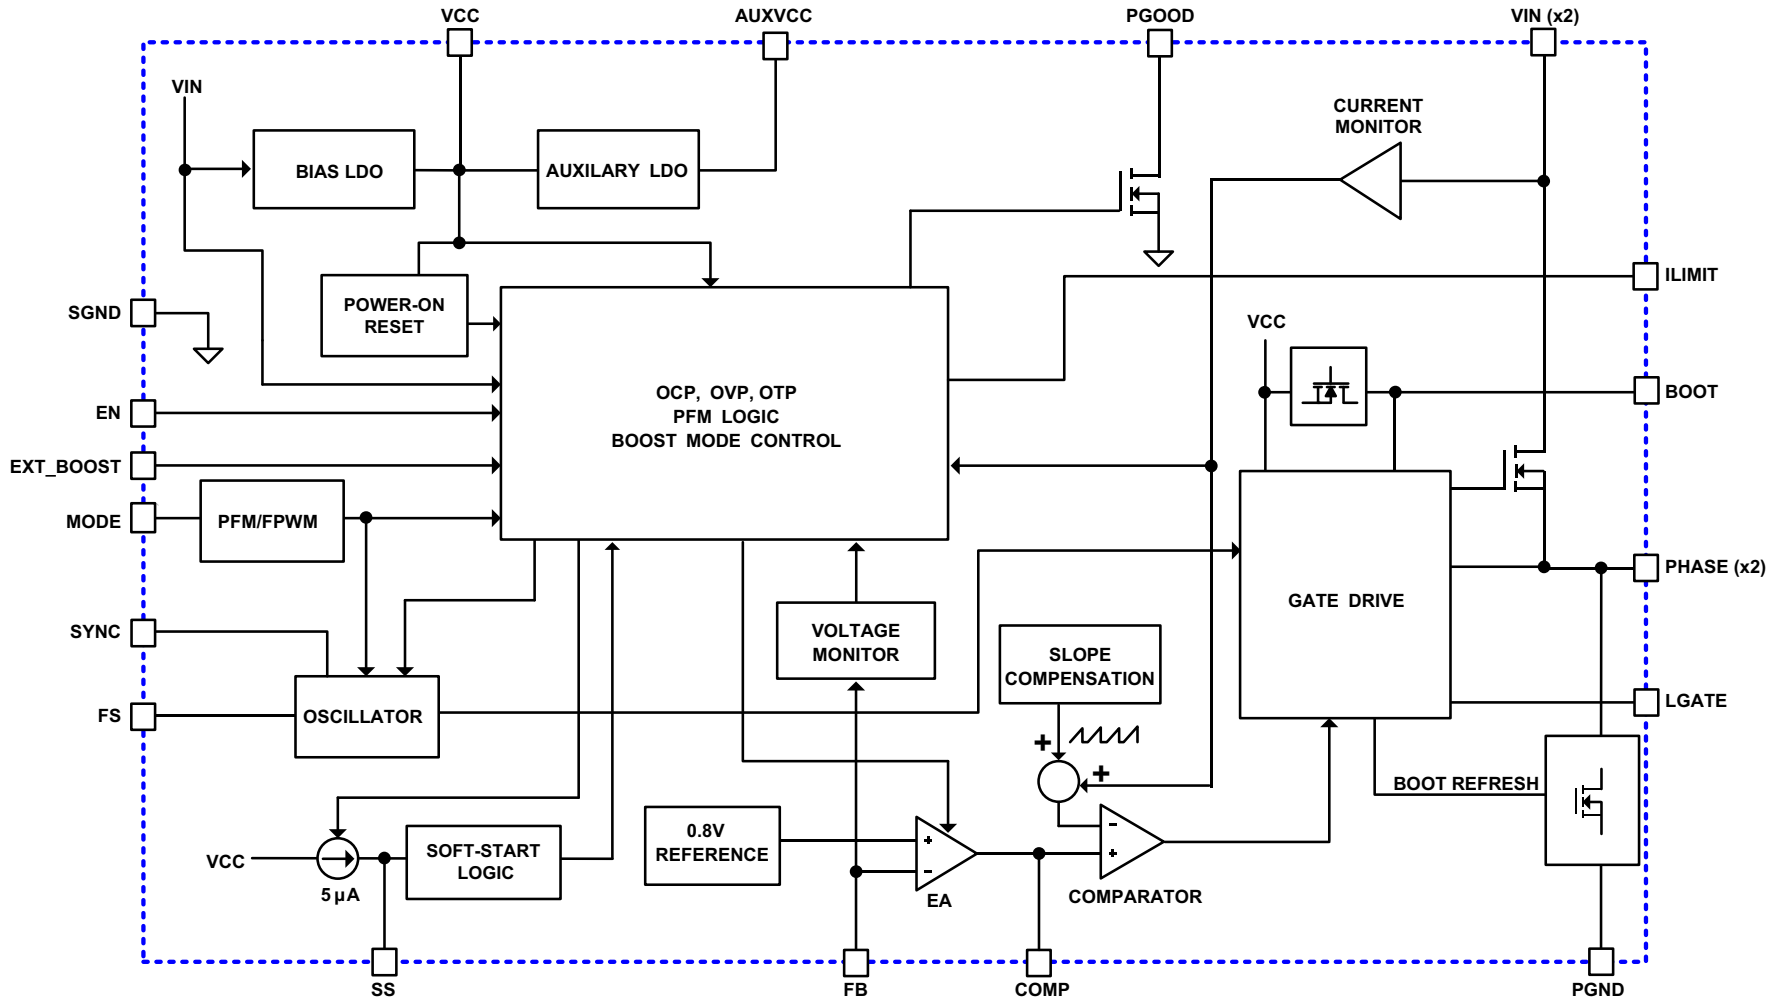 VCC
AUXVCC
PGOOD
VIN (x2)
VIN
CURRENT
MONITOR
BIAS LDO
AUXILARY LDO
ILIMIT
POWER-ON
RESET
SGND
VCC
OCP, OVP, OTP
PFM LOGIC
BOOST MODE CONTROL
BOOT
EN
EXT_BOOST
MODE
PFM/FPWM
PHASE (x2)
GATE DRIVE
SYNC
VOLTAGE
MONITOR
SLOPE
COMPENSATION
FS
OSCILLATOR
LGATE
+
+
BOOT REFRESH
0.8V
REFERENCE
+
-
-
+
EA
COMPARATOR
VCC
5 µA
SOFT-START
LOGIC
SS
FB
COMP
PGND